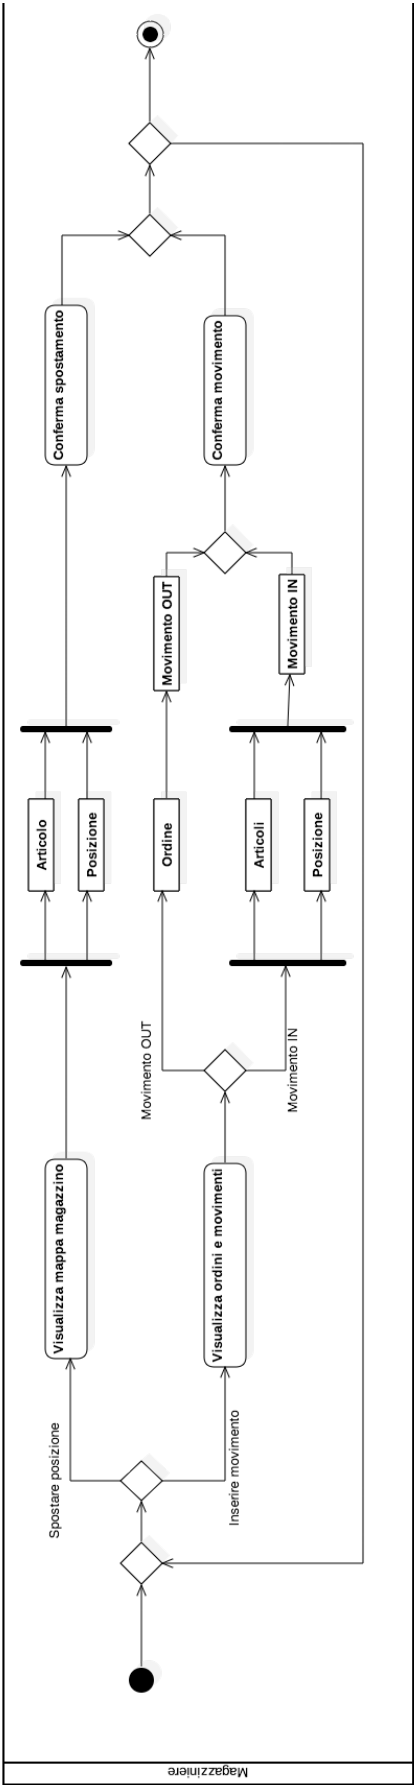 Magazziniere
Spostare posizione
Inserire movimento
Visualizza mappa magazzino
Visualizza ordini e movimenti
Movimento OUT
Movimento IN
Articolo
Posizione
Ordine
Articoli
Posizione
Movimento OUT
Movimento IN
Conferma spostamento
Conferma movimento